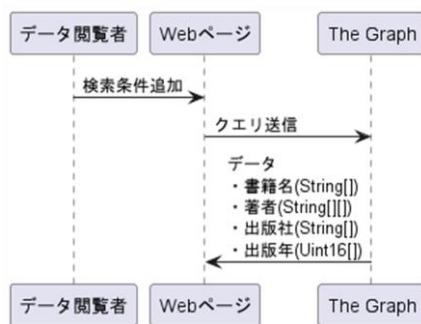 データ閲覧者
Webページ
The Graph
検索条件追加
クエリ送信
データ
・書籍名(String[])
・著者(String[][])
・出版社(String[])
・出版年(Uint16[])
データ閲覧者
Webページ
The Graph